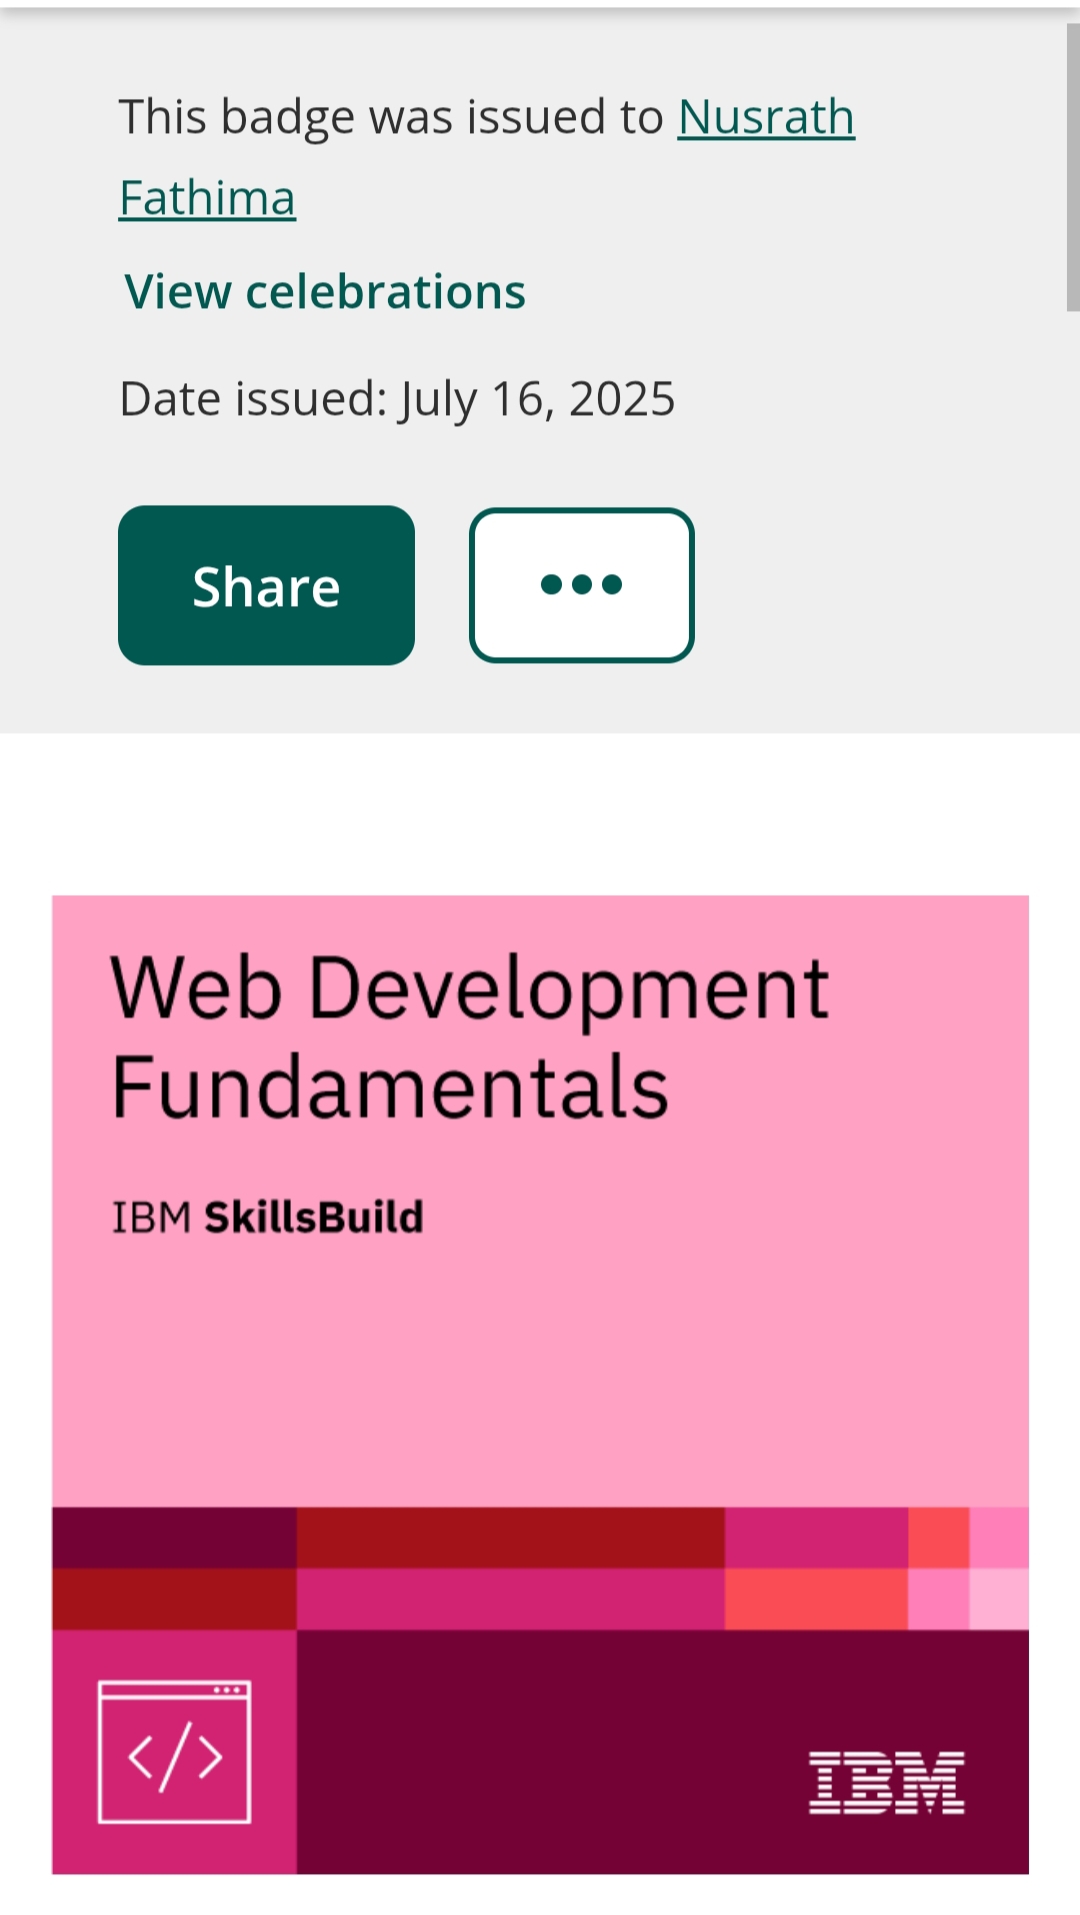 This badge was issued to Nusrath
Fathima
View celebrations
Date issued: July 16, 2025
Share
Web Development
Fundamentals
IBM SkillsBuild
</>
IBM